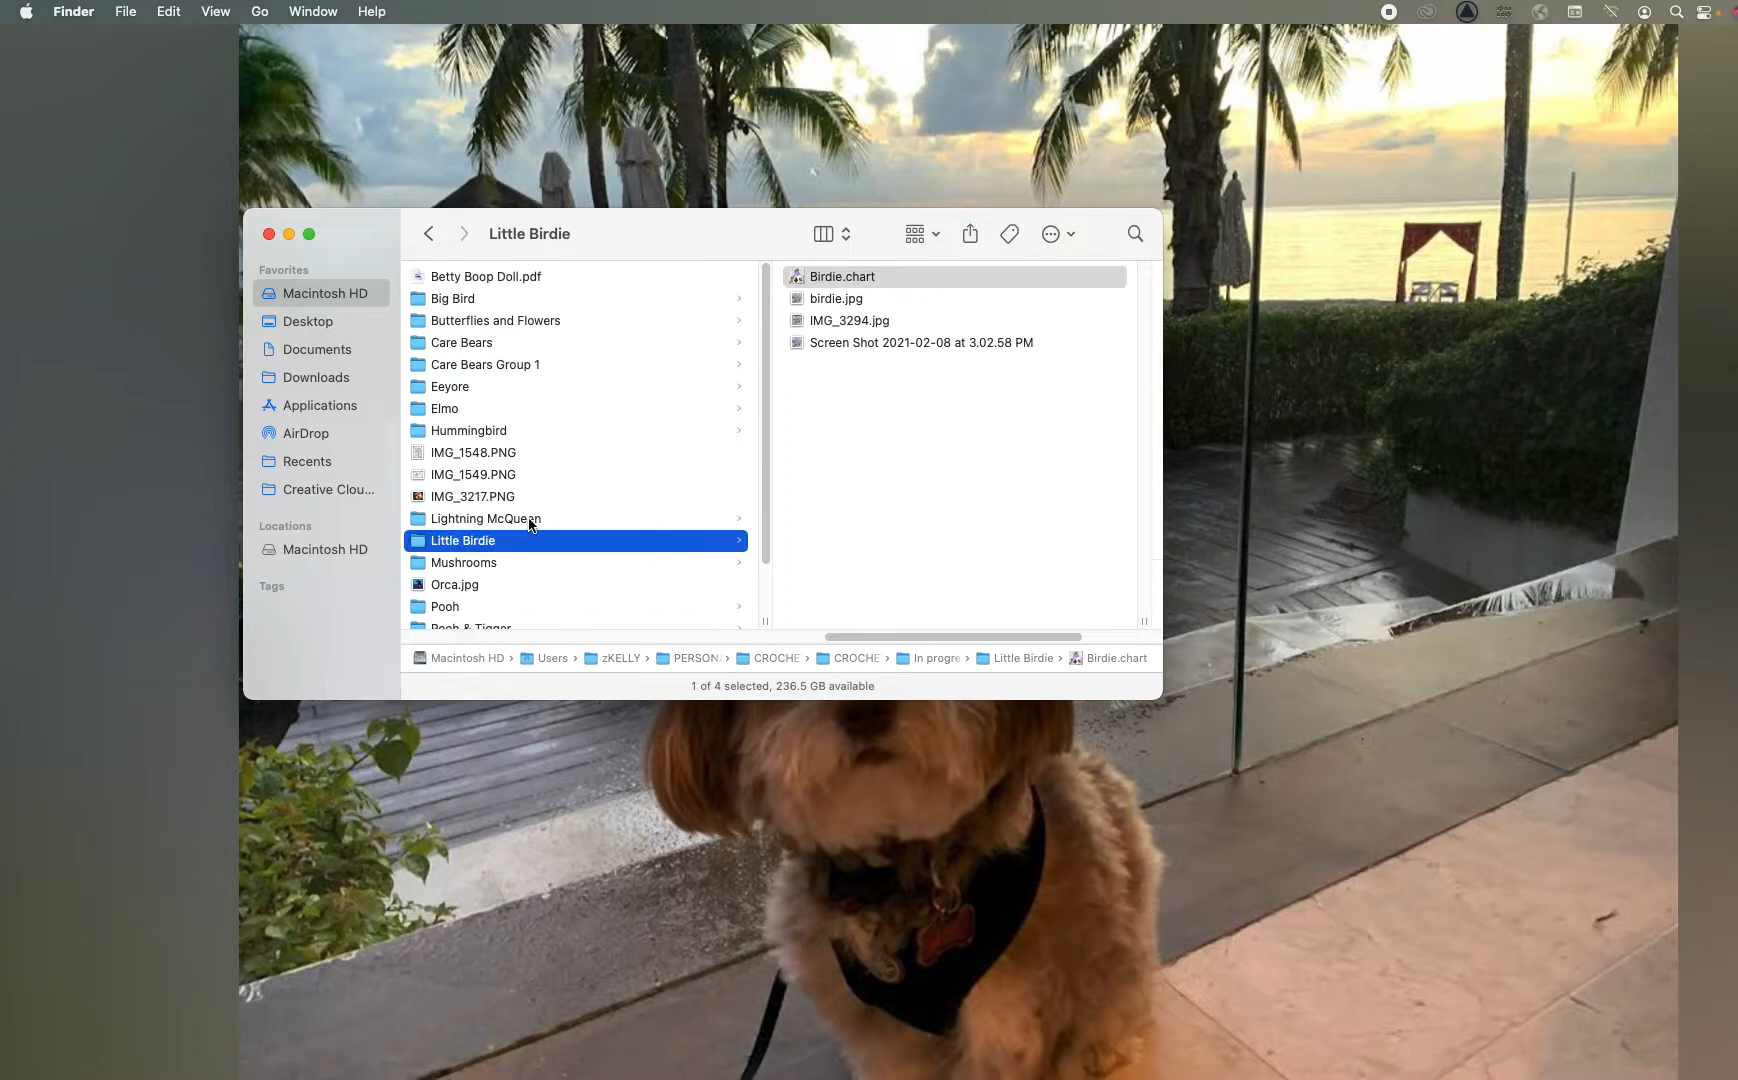 Finder File Edit View Go Window Help
Little Birdie
Favorites
Macintosh HD
Desktop
Documents
Downloads
Applications
AirDrop
Recents
Creative Clou...
Locations
Macintosh HD
Tags
Betty Boop Doll.pdf
Big Bird
Butterflies and Flowers
Care Bears
Care Bears Group 1
Eeyore
Elmo
Hummingbird
IMG_1548.PNG
IMG_1549.PNG
IMG_3217.PNG
Lightning McQueen
Little Birdie
Mushrooms
Orca.jpg
Pooh
Pooh & Tigger
Birdie.chart
birdie.jpg
IMG_3294.jpg
Screen Shot 2021-02-08 at 3.02.58 PM
Macintosh HD › Users › zKELLY › PERSON › CROCHE › CROCHE › In progre › Little Birdie › Birdie.chart
1 of 4 selected, 236.5 GB available